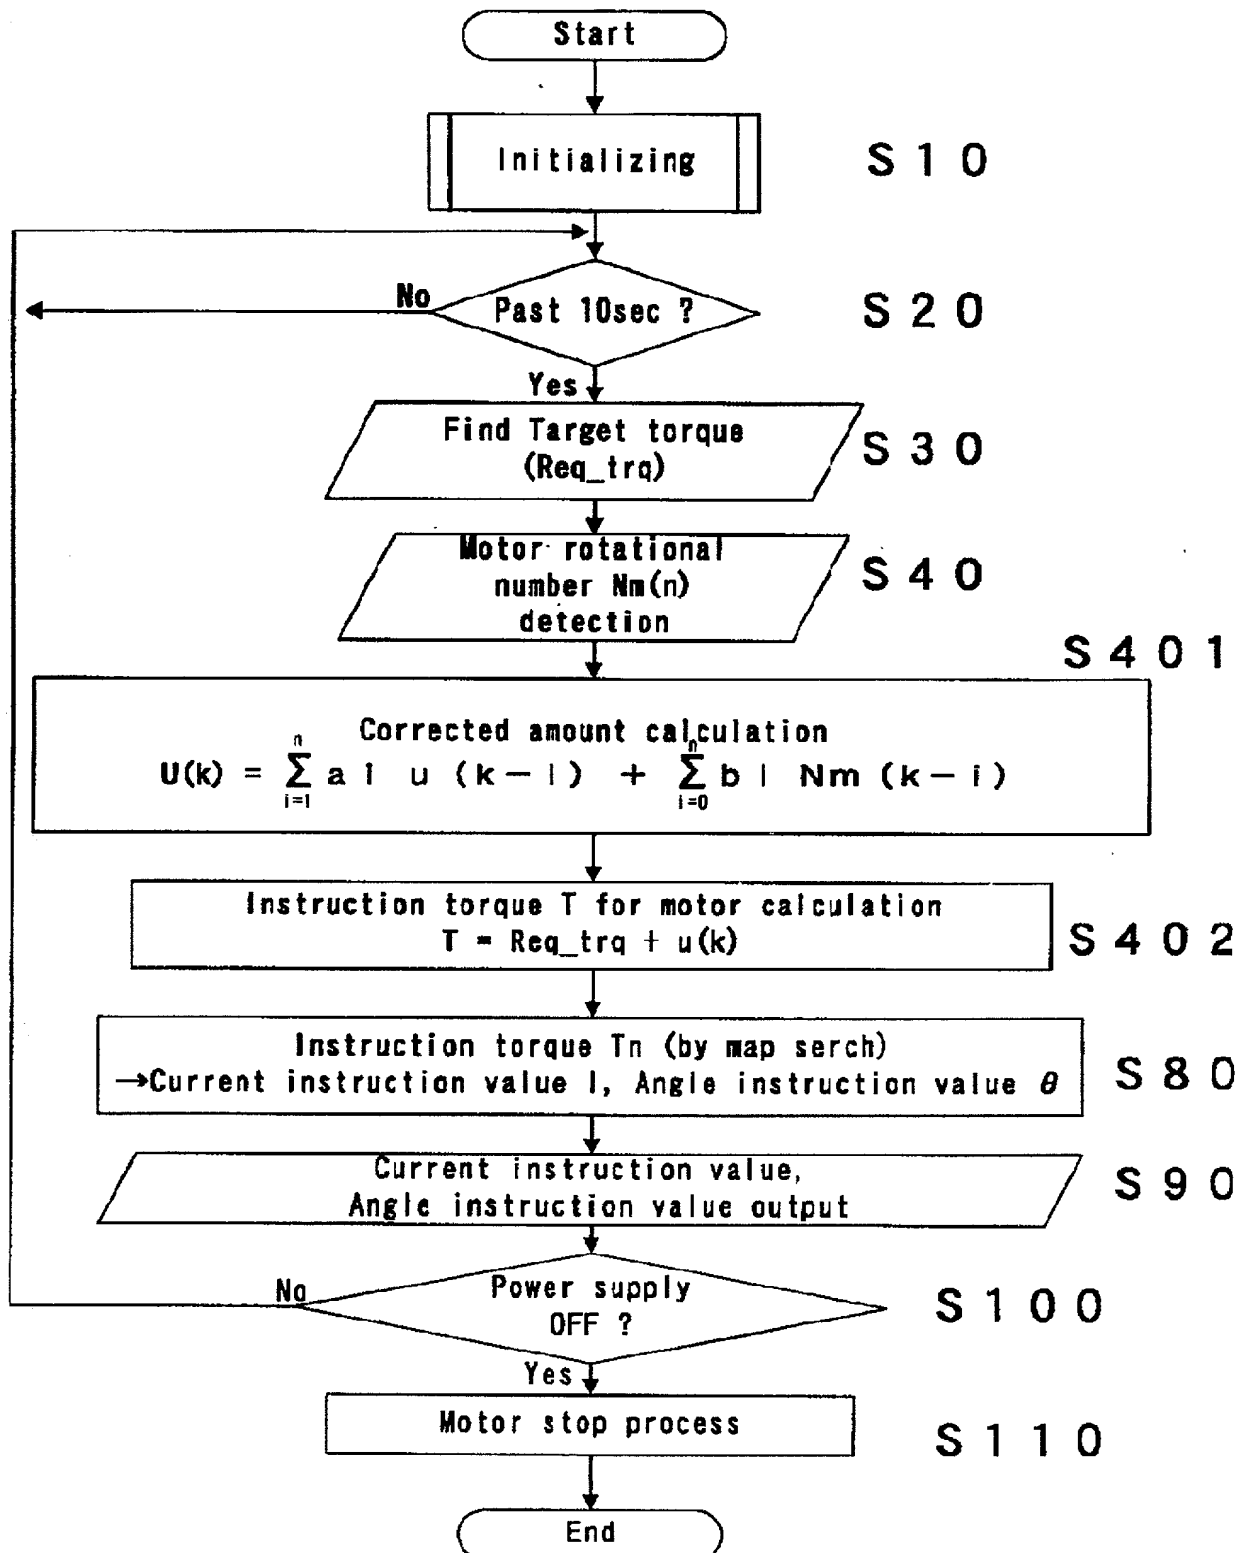 Start
Initializing
S10
No
Past 10sec ?
S20
Yes
Find Target torque
(Req_trq)
S30
Motor rotational
number Nm(n)
detection
S40
S401
Corrected amount calculation
U(k) = n∑i=1 a i u (k-i) + n∑i=0 b i Nm (k-i)
Instruction torque T for motor calculation
T = Req_trq + u(k)
S402
Instruction torque Tn (by map serch)
→Current instruction value I, Angle instruction value θ
S80
Current instruction value,
Angle instruction value output
S90
No
Power supply
OFF ?
S100
Yes
Motor stop process
S110
End